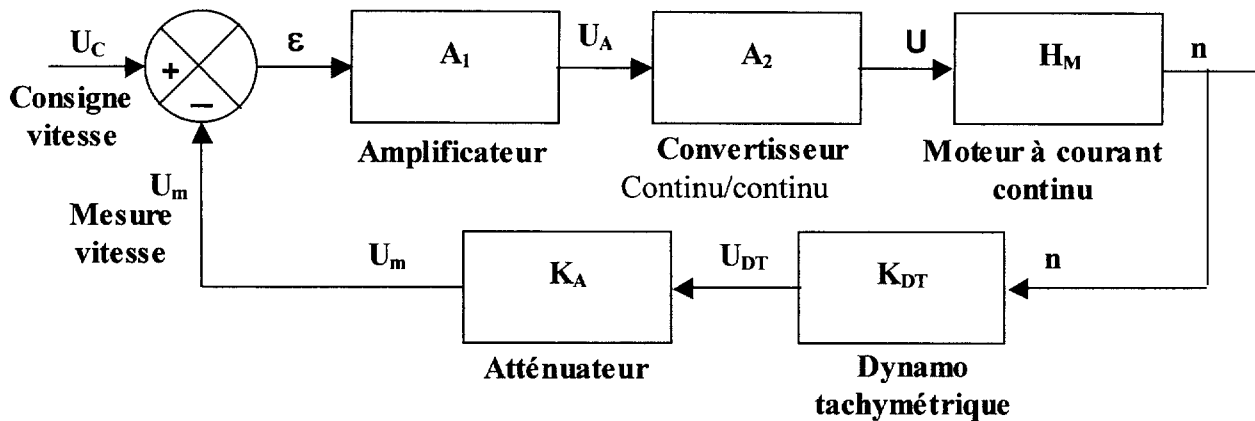 U_C
ε
A₁
U_A
A₂
U
H_M
n
+
−
Consigne
vitesse
Amplificateur
Convertisseur
Continu/continu
Moteur à courant
continu
U_m
Mesure
vitesse
U_m
K_A
U_DT
K_DT
n
Atténuateur
Dynamo
tachymétrique